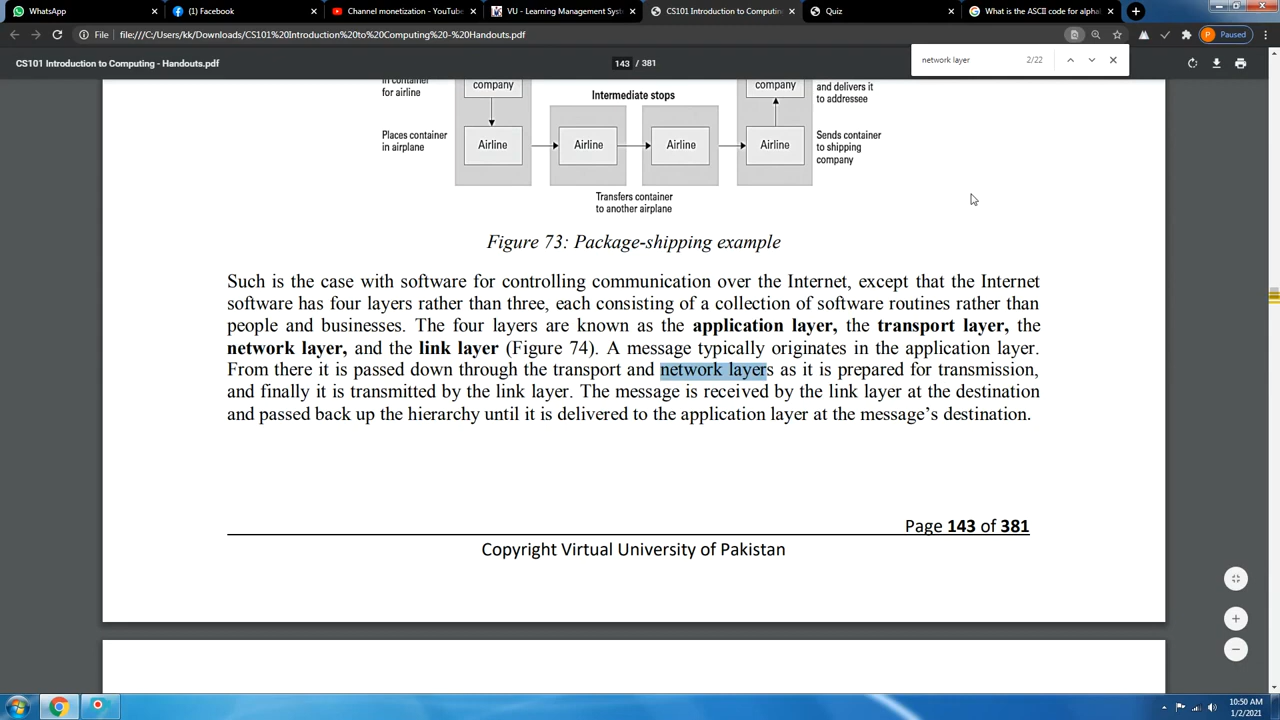 WhatsApp
(1) Facebook
Channel monetization - YouTube
VU - Learning Management Syst
CS101 Introduction to Computing
Quiz
What is the ASCII code for alphal
File
file:///C:/Users/kk/Downloads/CS101%20Introduction%20to%20Computing%20-%20Handouts.pdf
Paused
network layer
2/22
CS101 Introduction to Computing - Handouts.pdf
143 / 381
in container
for airline
company
Intermediate stops
company
and delivers it
to addressee
Places container
in airplane
Airline
Airline
Airline
Airline
Sends container
to shipping
company
Transfers container
to another airplane
Figure 73: Package-shipping example
Such is the case with software for controlling communication over the Internet, except that the Internet
software has four layers rather than three, each consisting of a collection of software routines rather than
people and businesses. The four layers are known as the application layer, the transport layer, the
network layer, and the link layer (Figure 74). A message typically originates in the application layer.
From there it is passed down through the transport and network layers as it is prepared for transmission,
and finally it is transmitted by the link layer. The message is received by the link layer at the destination
and passed back up the hierarchy until it is delivered to the application layer at the message's destination.
Page 143 of 381
Copyright Virtual University of Pakistan
10:50 AM
1/2/2021